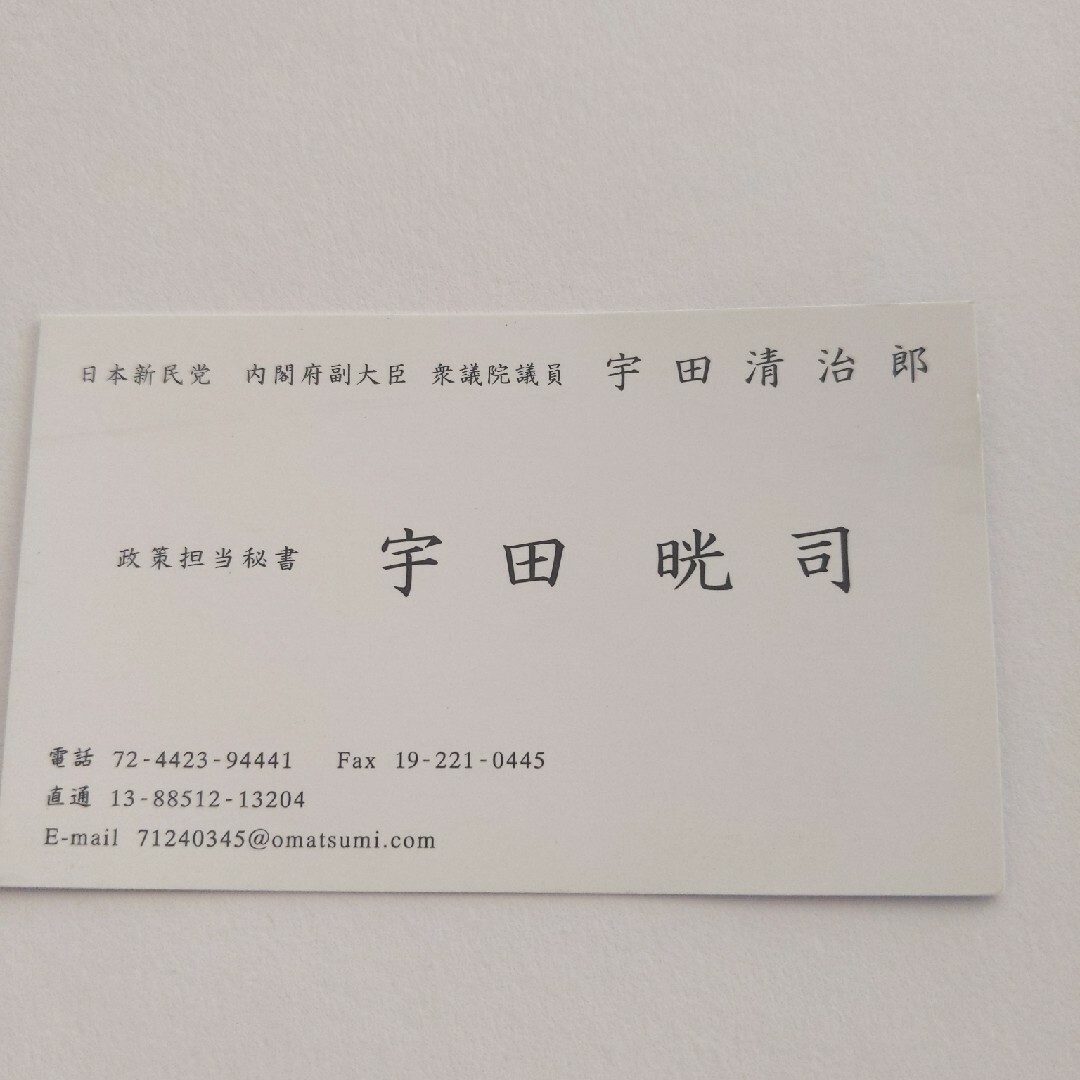 日本新民党 内閣府副大臣 衆議院議員 宇田清治郎
政策担当秘書 宇田 晄司
電話 72-4423-94441 Fax 19-221-0445
直通 13-88512-13204
E-mail 71240345@omatsumi.com